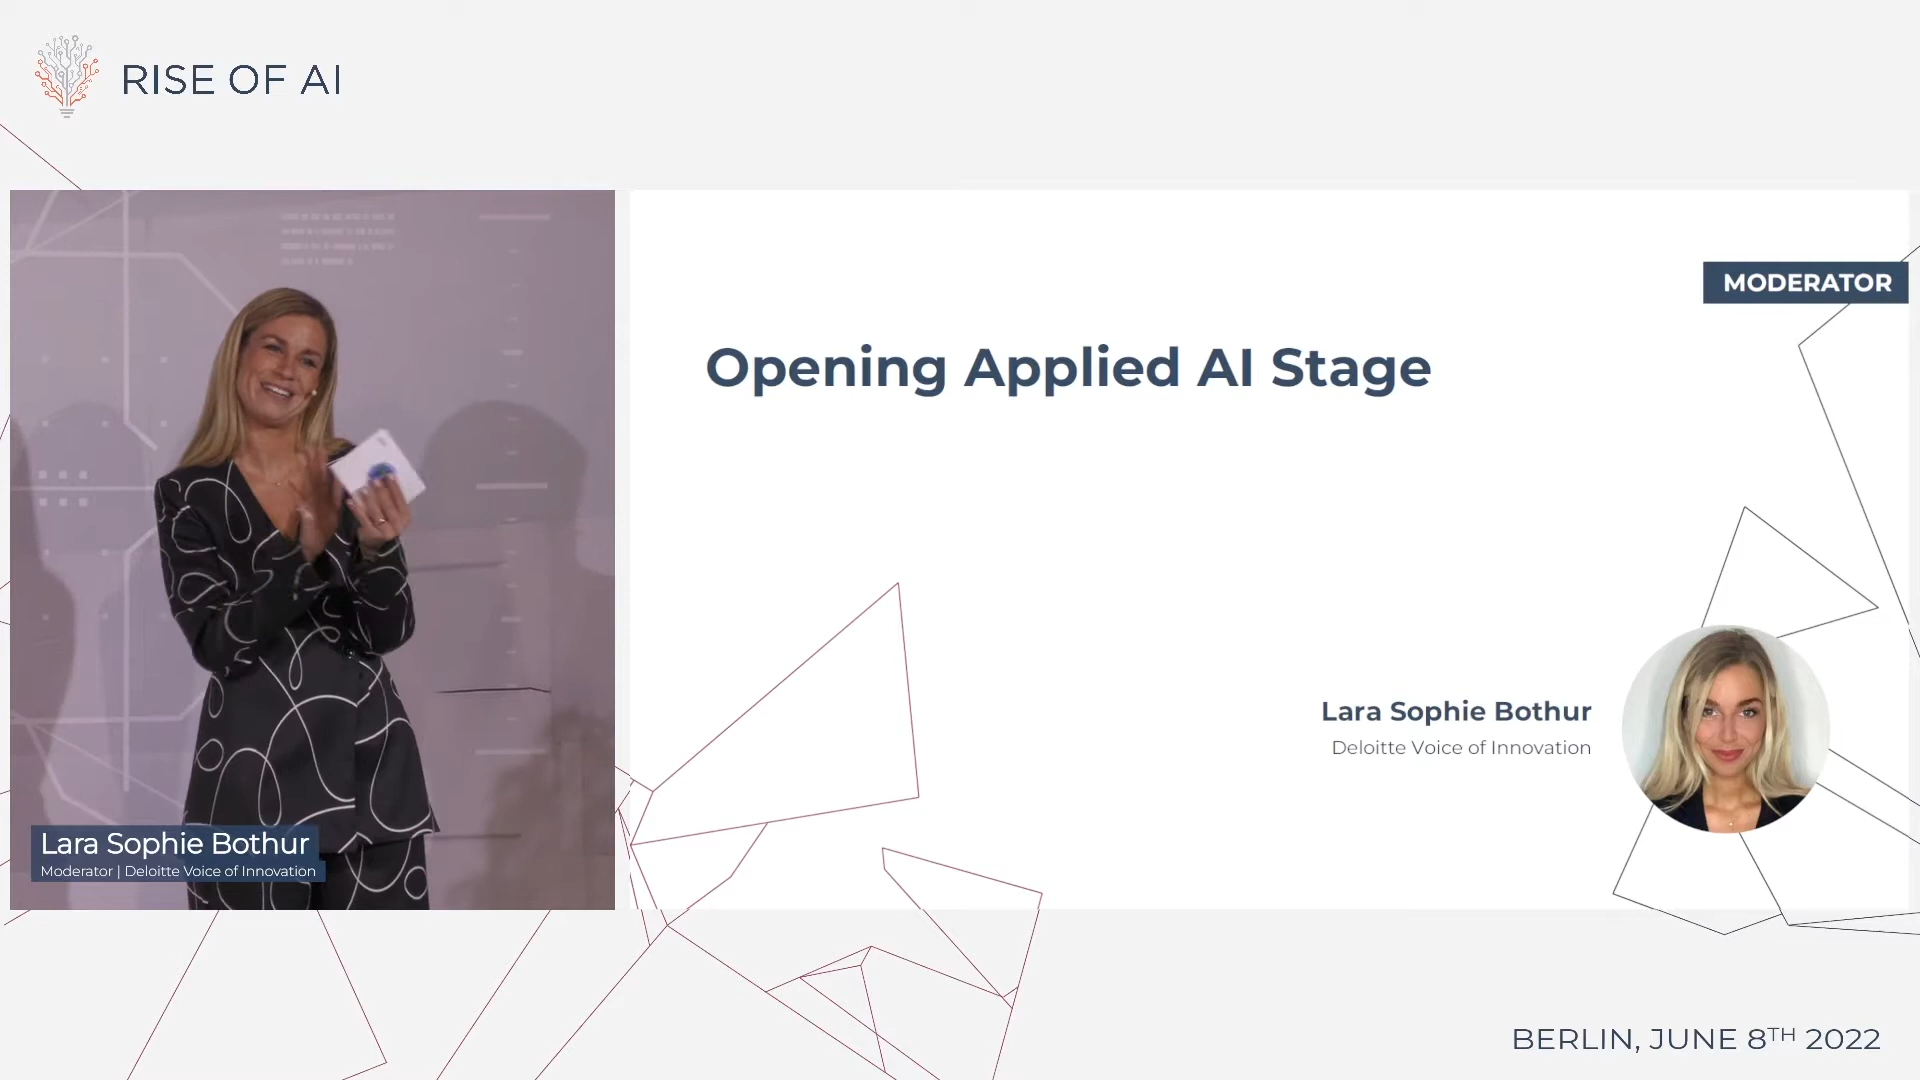 RISE OF AI
MODERATOR
Opening Applied AI Stage
Lara Sophie Bothur
Deloitte Voice of Innovation
Lara Sophie Bothur
Moderator | Deloitte Voice of Innovation
BERLIN, JUNE 8TH 2022